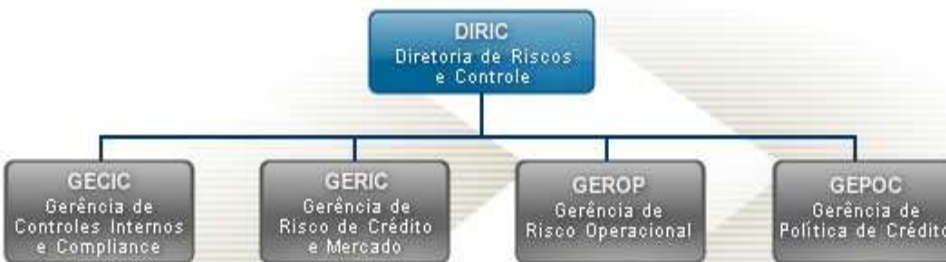 DIRIC
Diretoria de Riscos
e Controle
GECIC
Gerência de
Controles Internos
e Compliance
GERIC
Gerência de
Risco de Crédito
e Mercado
GEROP
Gerência de
Risco Operacional
GEPOC
Gerência de
Política de Crédito